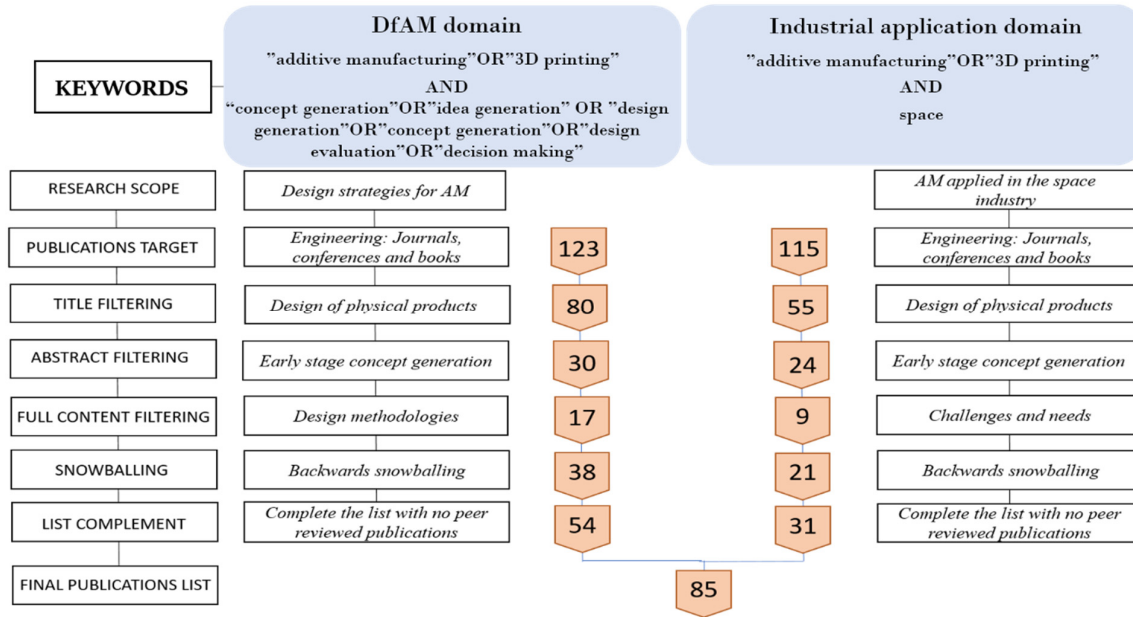 DfAM domain
”additive manufacturing”OR”3D printing”
AND
“concept generation”OR”idea generation” OR ”design
generation”OR”concept generation”OR”design
evaluation”OR”decision making”
Industrial application domain
”additive manufacturing”OR”3D printing”
AND
space
KEYWORDS
RESEARCH SCOPE
Design strategies for AM
AM applied in the space
industry
PUBLICATIONS TARGET
Engineering: Journals,
conferences and books
123
115
Engineering: Journals,
conferences and books
TITLE FILTERING
Design of physical products
80
55
Design of physical products
ABSTRACT FILTERING
Early stage concept generation
30
24
Early stage concept generation
FULL CONTENT FILTERING
Design methodologies
17
9
Challenges and needs
SNOWBALLING
Backwards snowballing
38
21
Backwards snowballing
LIST COMPLEMENT
Complete the list with no peer
reviewed publications
54
31
Complete the list with no peer
reviewed publications
FINAL PUBLICATIONS LIST
85